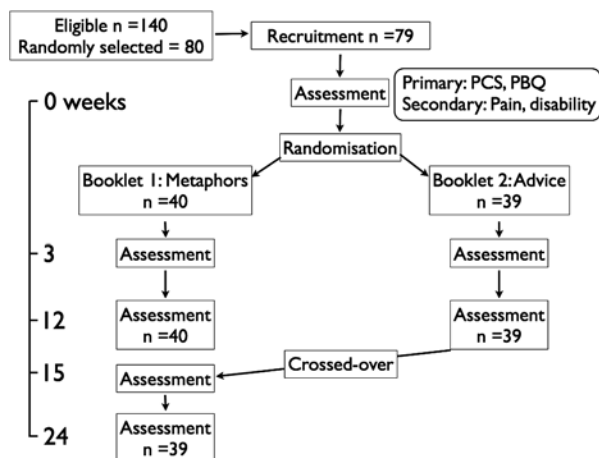 Eligible n =140
Randomly selected = 80
Recruitment n =79
0 weeks
Assessment
Primary: PCS, PBQ
Secondary: Pain, disability
Randomisation
Booklet 1: Metaphors
n =40
Booklet 2: Advice
n =39
3
Assessment
Assessment
12
Assessment
n =40
Assessment
n =39
Crossed-over
15
Assessment
24
Assessment
n =39